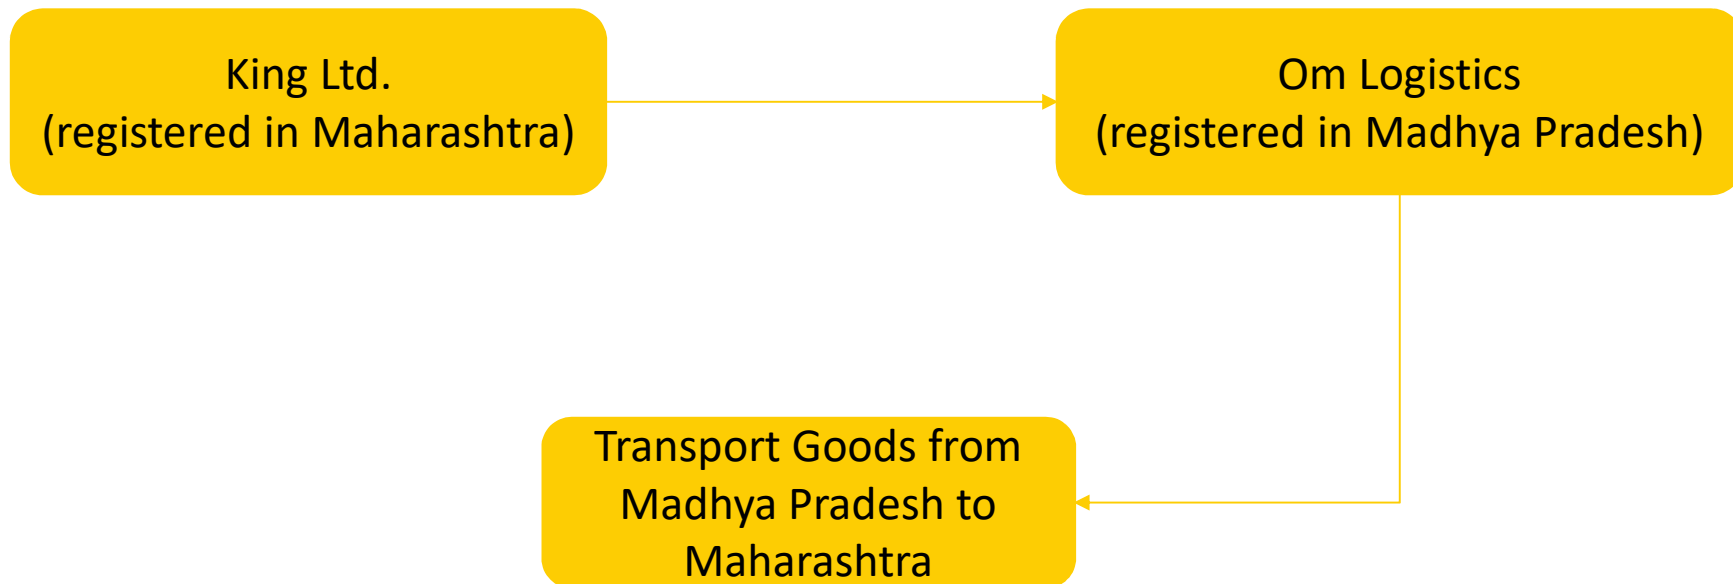 King Ltd.
(registered in Maharashtra)
Om Logistics
(registered in Madhya Pradesh)
Transport Goods from
Madhya Pradesh to
Maharashtra